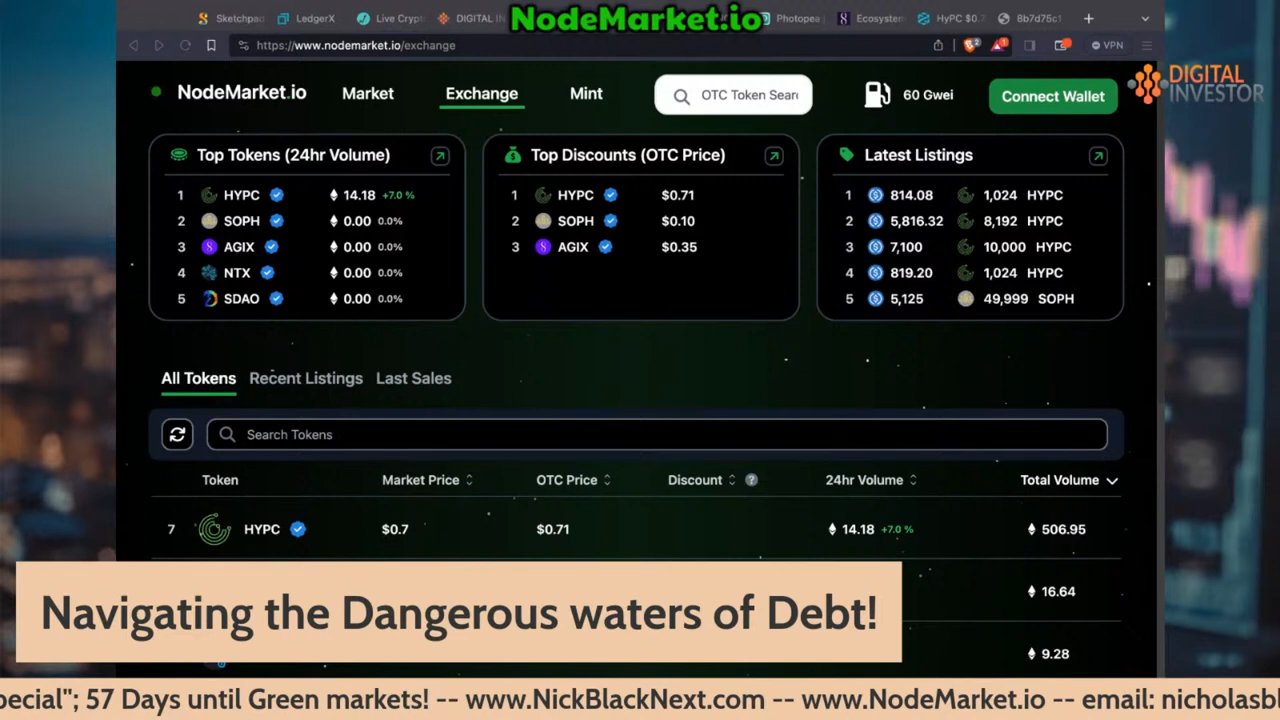 NodeMarket.io
Sketchpa
LedgerX
Live Crypt
DIGITAL IN
Photopea
Ecosystem
HyPC $0.7
8b7d75c1
https://www.nodemarket.io/exchange
2
1
VPN
NodeMarket.io
Market
Exchange
Mint
OTC Token Sear
60 Gwei
Connect Wallet
DIGITAL
INVESTOR
Top Tokens (24hr Volume)
1 HYPC 14.18 +7.0 %
2 SOPH 0.00 0.0%
3 AGIX 0.00 0.0%
4 NTX 0.00 0.0%
5 SDAO 0.00 0.0%
Top Discounts (OTC Price)
1 HYPC $0.71
2 SOPH $0.10
3 AGIX $0.35
Latest Listings
1 814.08 1,024 HYPC
2 5,816.32 8,192 HYPC
3 7,100 10,000 HYPC
4 819.20 1,024 HYPC
5 5,125 49,999 SOPH
All Tokens Recent Listings Last Sales
Search Tokens
Token Market Price OTC Price Discount ? 24hr Volume Total Volume
7 HYPC $0.7 $0.71 14.18 +7.0 % 506.95
16.64
9.28
Navigating the Dangerous waters of Debt!
pecial"; 57 Days until Green markets! -- www.NickBlackNext.com -- www.NodeMarket.io -- email: nicholasbl